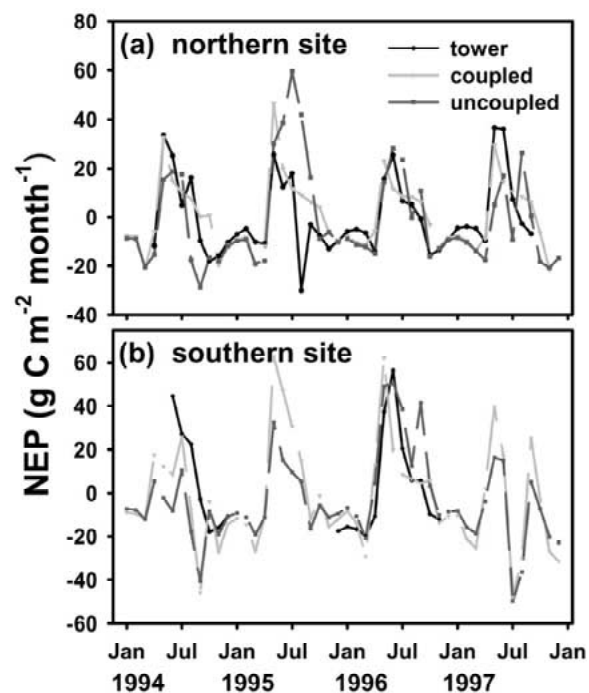 80
60
40
20
0
-20
-40
(a) northern site
tower
coupled
uncoupled
NEP (g C m-2 month-1)
(b) southern site
60
40
20
0
-20
-40
-60
Jan Jul Jan Jul Jan Jul Jan Jul Jan
1994 1995 1996 1997